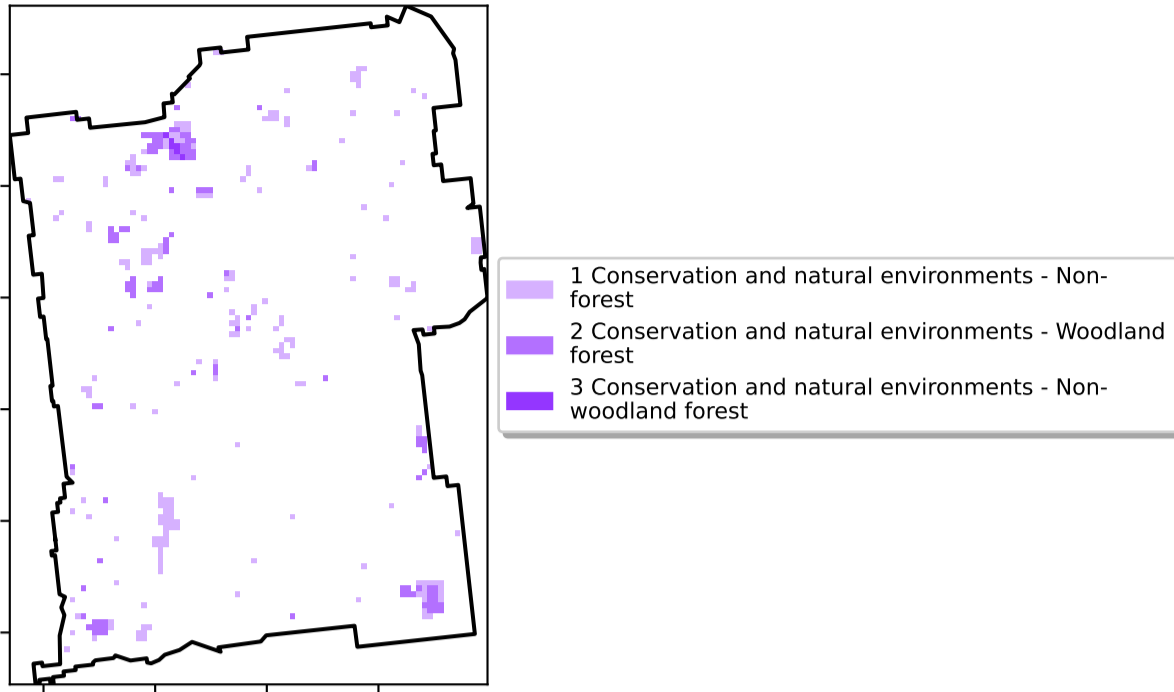 1 Conservation and natural environments - Non-
forest
2 Conservation and natural environments - Woodland
forest
3 Conservation and natural environments - Non-
woodland forest